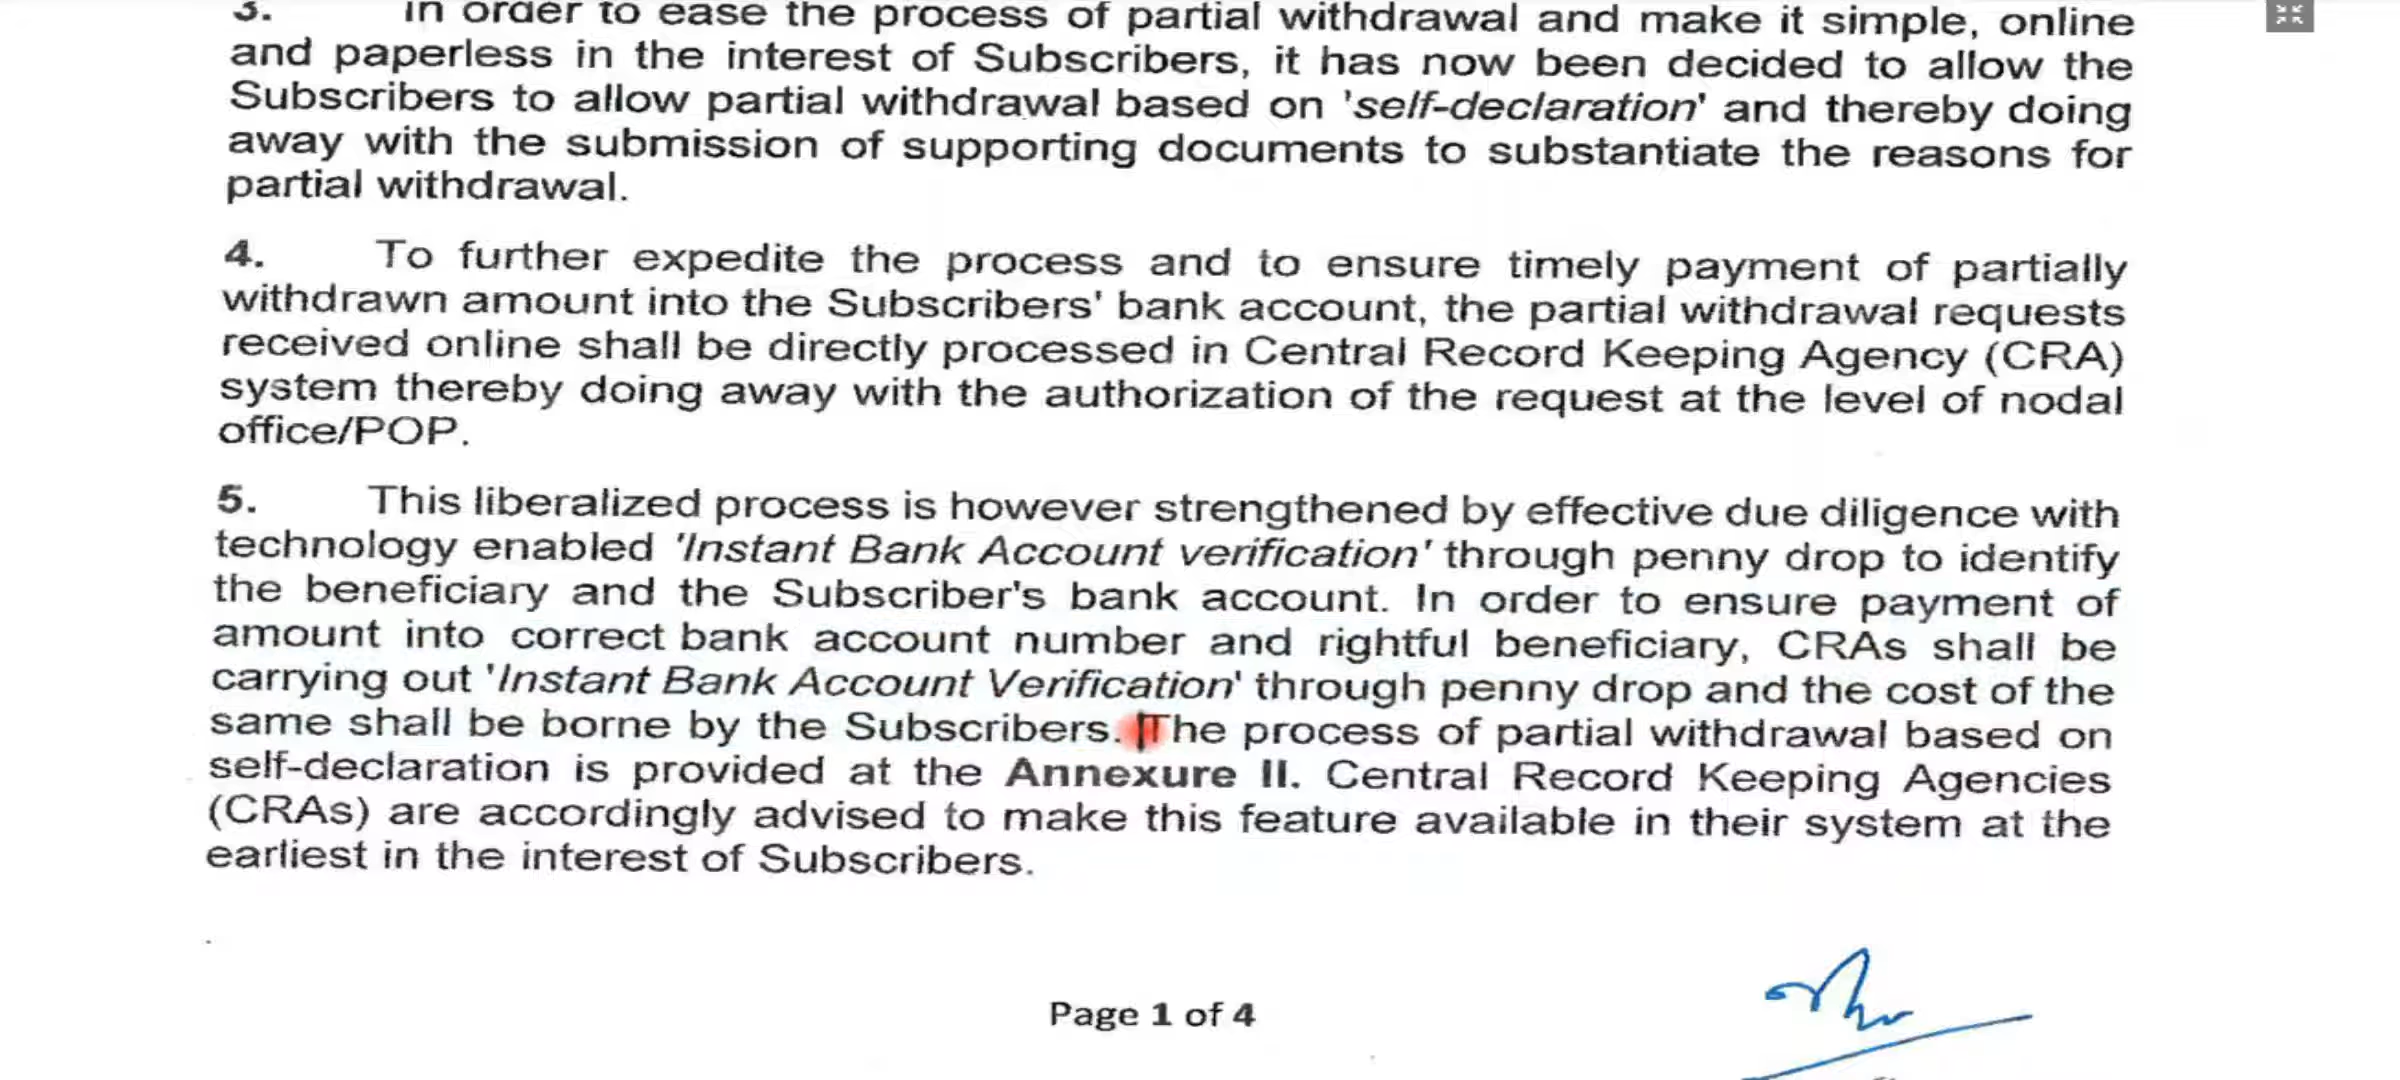 3. In order to ease the process of partial withdrawal and make it simple, online
and paperless in the interest of Subscribers, it has now been decided to allow the
Subscribers to allow partial withdrawal based on 'self-declaration' and thereby doing
away with the submission of supporting documents to substantiate the reasons for
partial withdrawal.
4. To further expedite the process and to ensure timely payment of partially
withdrawn amount into the Subscribers' bank account, the partial withdrawal requests
received online shall be directly processed in Central Record Keeping Agency (CRA)
system thereby doing away with the authorization of the request at the level of nodal
office/POP.
5. This liberalized process is however strengthened by effective due diligence with
technology enabled 'Instant Bank Account verification' through penny drop to identify
the beneficiary and the Subscriber's bank account. In order to ensure payment of
amount into correct bank account number and rightful beneficiary, CRAs shall be
carrying out 'Instant Bank Account Verification' through penny drop and the cost of the
same shall be borne by the Subscribers. The process of partial withdrawal based on
self-declaration is provided at the Annexure II. Central Record Keeping Agencies
(CRAs) are accordingly advised to make this feature available in their system at the
earliest in the interest of Subscribers.
Page 1 of 4